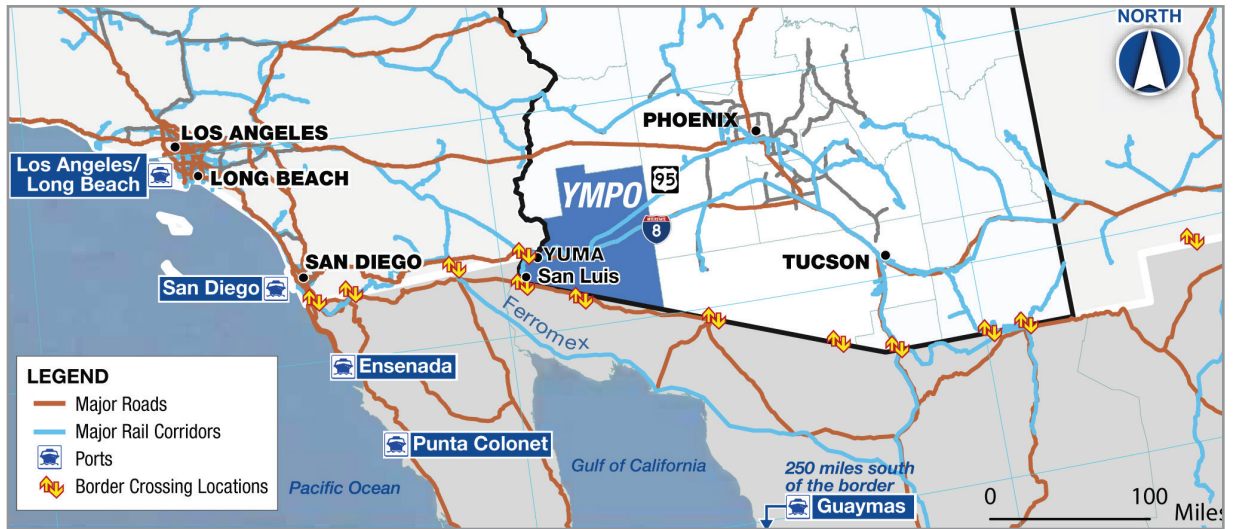 NORTH
LOS ANGELES
Los Angeles/
Long Beach
LONG BEACH
PHOENIX
YMPO
95
8
SAN DIEGO
San Diego
YUMA
San Luis
TUCSON
Ferromex
Ensenada
Punta Colonet
Gulf of California
Pacific Ocean
250 miles south
of the border
Guaymas
0
100
Miles
LEGEND
Major Roads
Major Rail Corridors
Ports
Border Crossing Locations